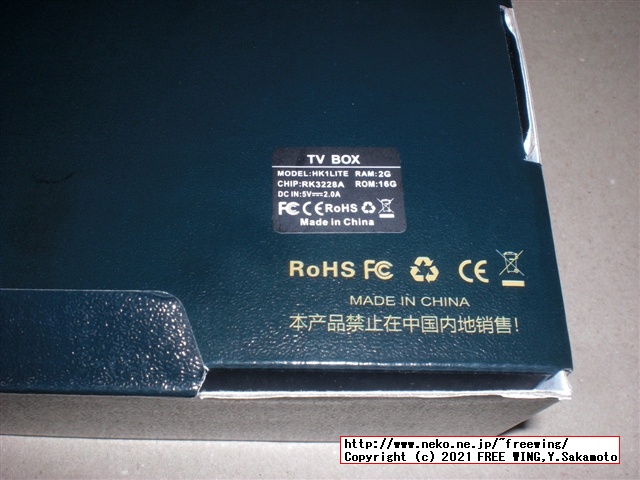 TV BOX
MODEL:HK1LITE RAM:2G
CHIP:RK3228A ROM:16G
DC IN:5V⎓2.0A
FC CE RoHS
Made in China
RoHS FC CE
MADE IN CHINA
本产品禁止在中国内地销售!
http://www.neko.ne.jp/~freewing/
Copyright (c) 2021 FREE WING,Y.Sakamoto